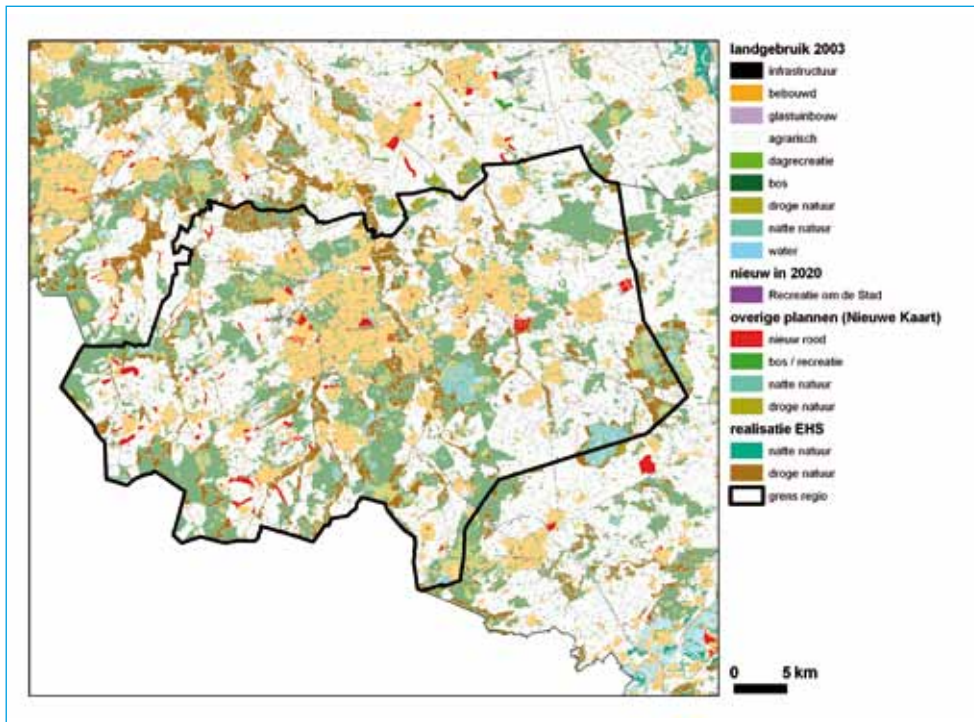 landgebruik 2003
infrastructuur
bebouwd
glastuinbouw
agrarisch
dagrecreatie
bos
droge natuur
natte natuur
water
nieuw in 2020
Recreatie om de Stad
overige plannen (Nieuwe Kaart)
nieuw rood
bos / recreatie
natte natuur
droge natuur
realisatie EHS
natte natuur
droge natuur
grens regio
0 5 km